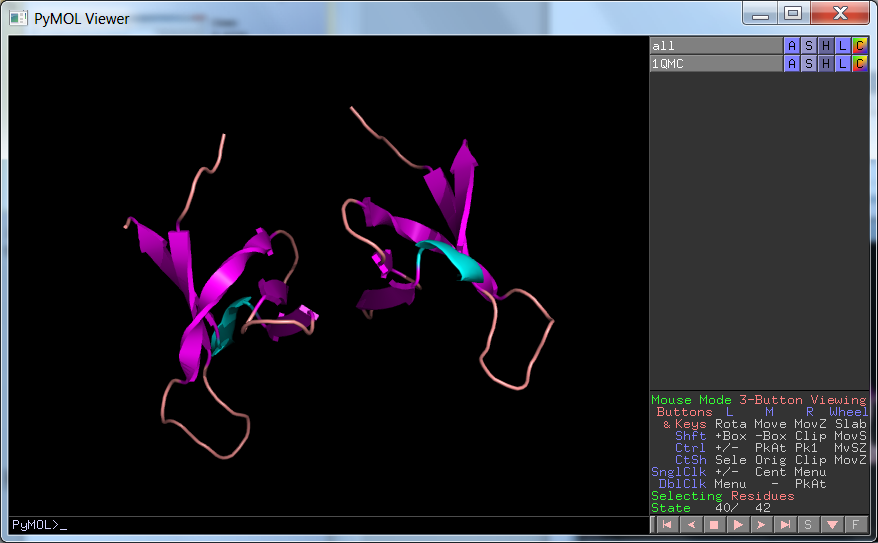 PyMOL Viewer
all A S H L C
1QMC A S H L C
Mouse Mode 3-Button Viewing
Buttons L M R Wheel
& Keys Rota Move MovZ Slab
Shft +Box -Box Clip MovS
Ctrl +/- PkAt Pk1 MvSZ
CtSh Sele Orig Clip MovZ
SnglClk +/- Cent Menu
DblClk Menu - PkAt
Selecting Residues
State 40/ 42
PyMOL>_ S F